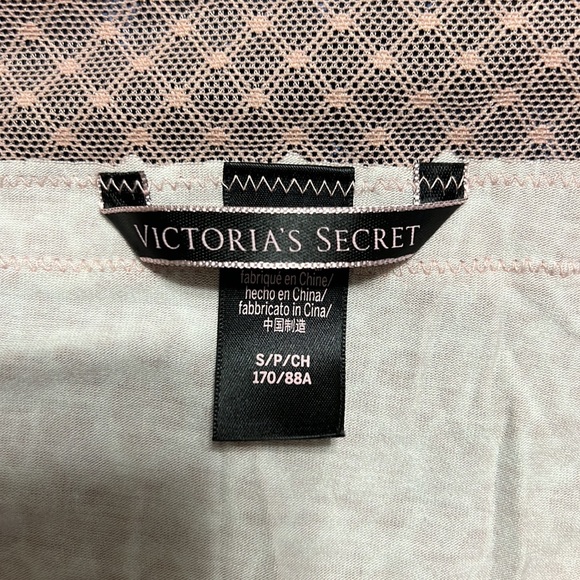 VICTORIA'S SECRET
fabriqué en Chine/
hecho en China/
fabbricato in Cina/
中国制造
S/P/CH
170/88A